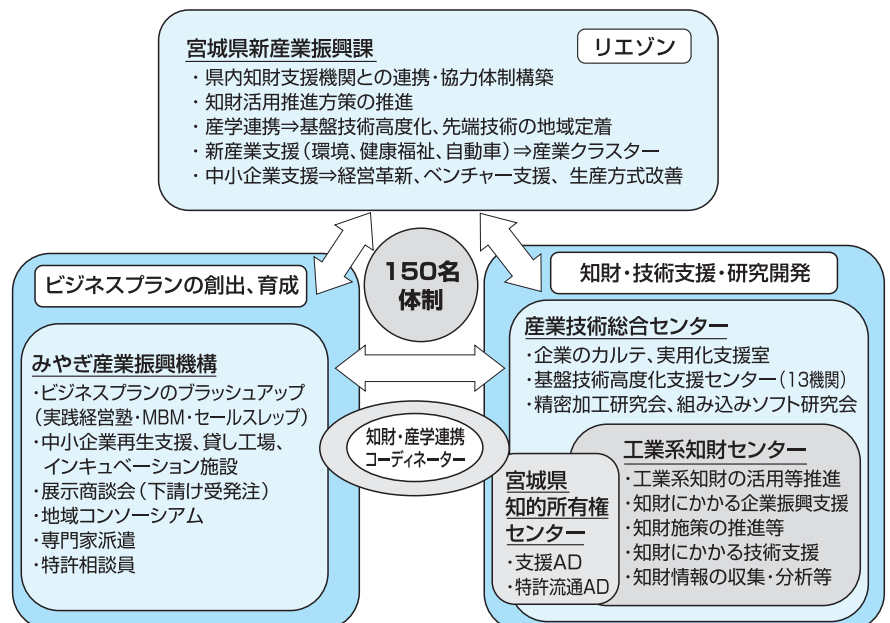 宮城県新産業振興課
リエゾン
・県内知財支援機関との連携・協力体制構築
・知財活用推進方策の推進
・産学連携⇒基盤技術高度化、先端技術の地域定着
・新産業支援（環境、健康福祉、自動車）⇒産業クラスター
・中小企業支援⇒経営革新、ベンチャー支援、生産方式改善
150名
体制
ビジネスプランの創出、育成
みやぎ産業振興機構
・ビジネスプランのブラッシュアップ
（実践経営塾・MBM・セールスレップ）
・中小企業再生支援、貸し工場、
インキュベーション施設
・展示商談会（下請け受発注）
・地域コンソーシアム
・専門家派遣
・特許相談員
知財・産学連携
コーディネーター
知財・技術支援・研究開発
産業技術総合センター
・企業のカルテ、実用化支援室
・基盤技術高度化支援センター（13機関）
・精密加工研究会、組み込みソフト研究会
宮城県
知的所有権
センター
・支援AD
・特許流通AD
工業系知財センター
・工業系知財の活用等推進
・知財にかかる企業振興支援
・知財施策の推進等
・知財にかかる技術支援
・知財情報の収集・分析等